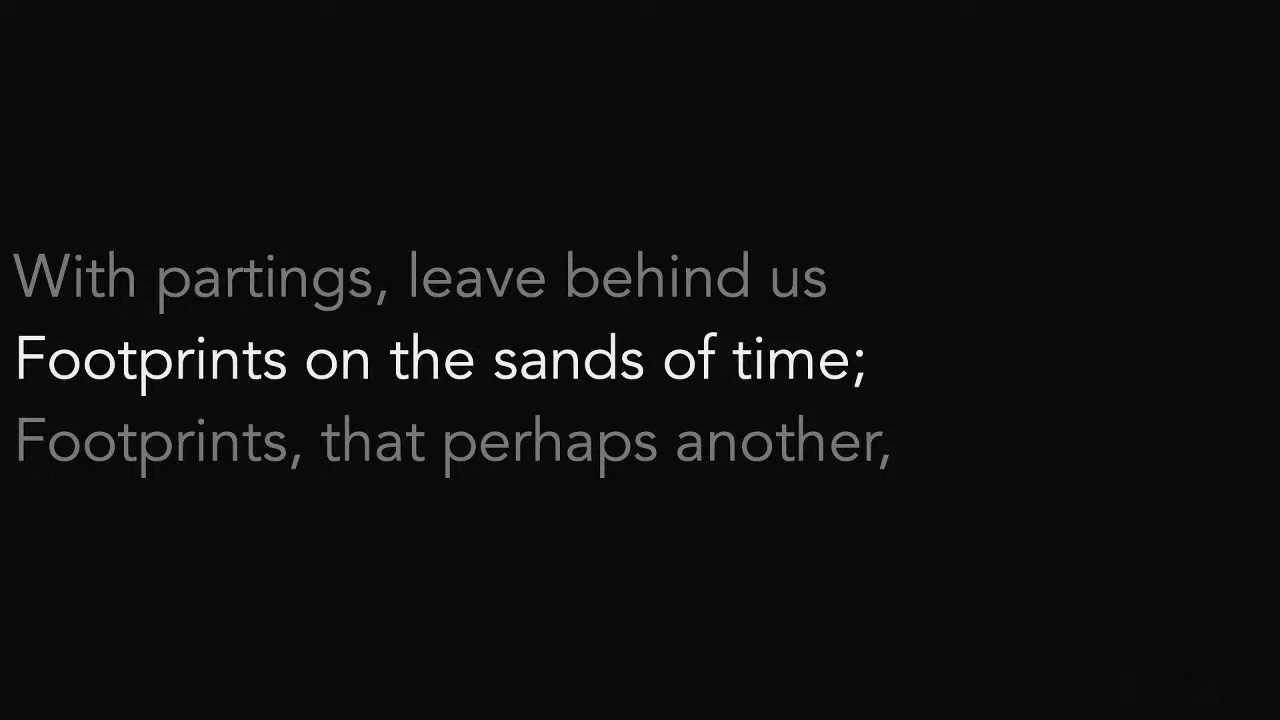 With partings, leave behind us
Footprints on the sands of time;
Footprints, that perhaps another,